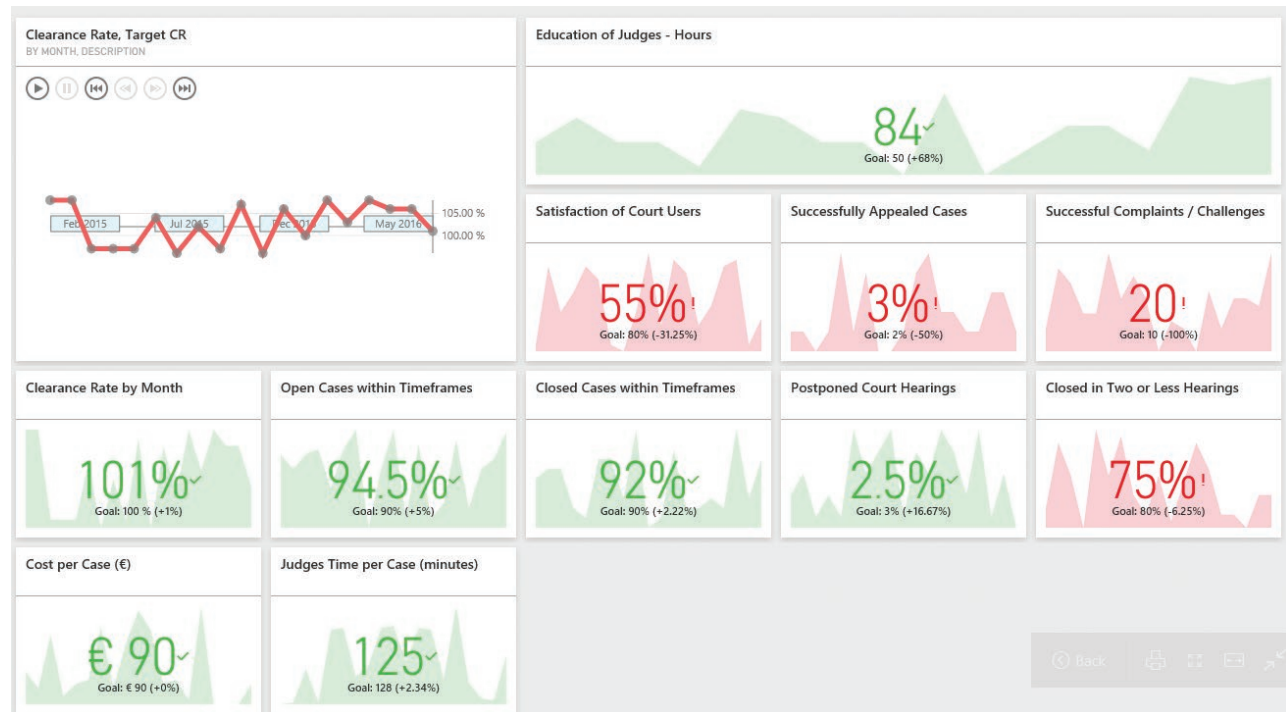 Clearance Rate, Target CR
BY MONTH, DESCRIPTION
Feb 2015
Jul 2015
May 2016
105.00 %
100.00 %
Education of Judges - Hours
84
Goal: 50 (+68%)
Satisfaction of Court Users
55%!
Goal: 80% (-31.25%)
Successfully Appealed Cases
3%!
Goal: 2% (-50%)
Successful Complaints / Challenges
20!
Goal: 10 (-100%)
Clearance Rate by Month
101%
Goal: 100 % (+1%)
Open Cases within Timeframes
94.5%
Goal: 90% (+5%)
Closed Cases within Timeframes
92%
Goal: 90% (+2.22%)
Postponed Court Hearings
2.5%
Goal: 3% (+16.67%)
Closed in Two or Less Hearings
75%!
Goal: 80% (-6.25%)
Cost per Case (€)
€ 90
Goal: € 90 (+0%)
Judges Time per Case (minutes)
125
Goal: 128 (+2.34%)
Back